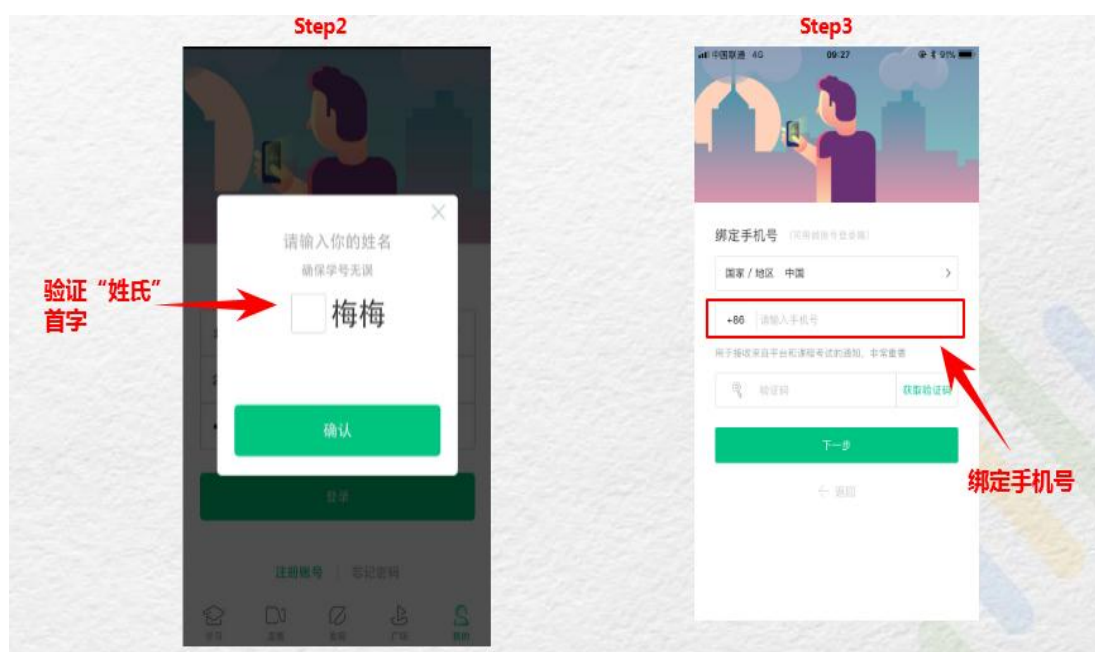 Step2
请输入你的姓名
确保学号无误
梅梅
确认
登录
注册账号 | 忘记密码
学习
我的
验证“姓氏”
首字
Step3
中国联通 4G 09:27 91%
绑定手机号
国家 / 地区 中国
+86 请输入手机号
用于接收来自平台和课程考试的通知，非常重要
验证码 获取验证码
下一步
← 返回
绑定手机号